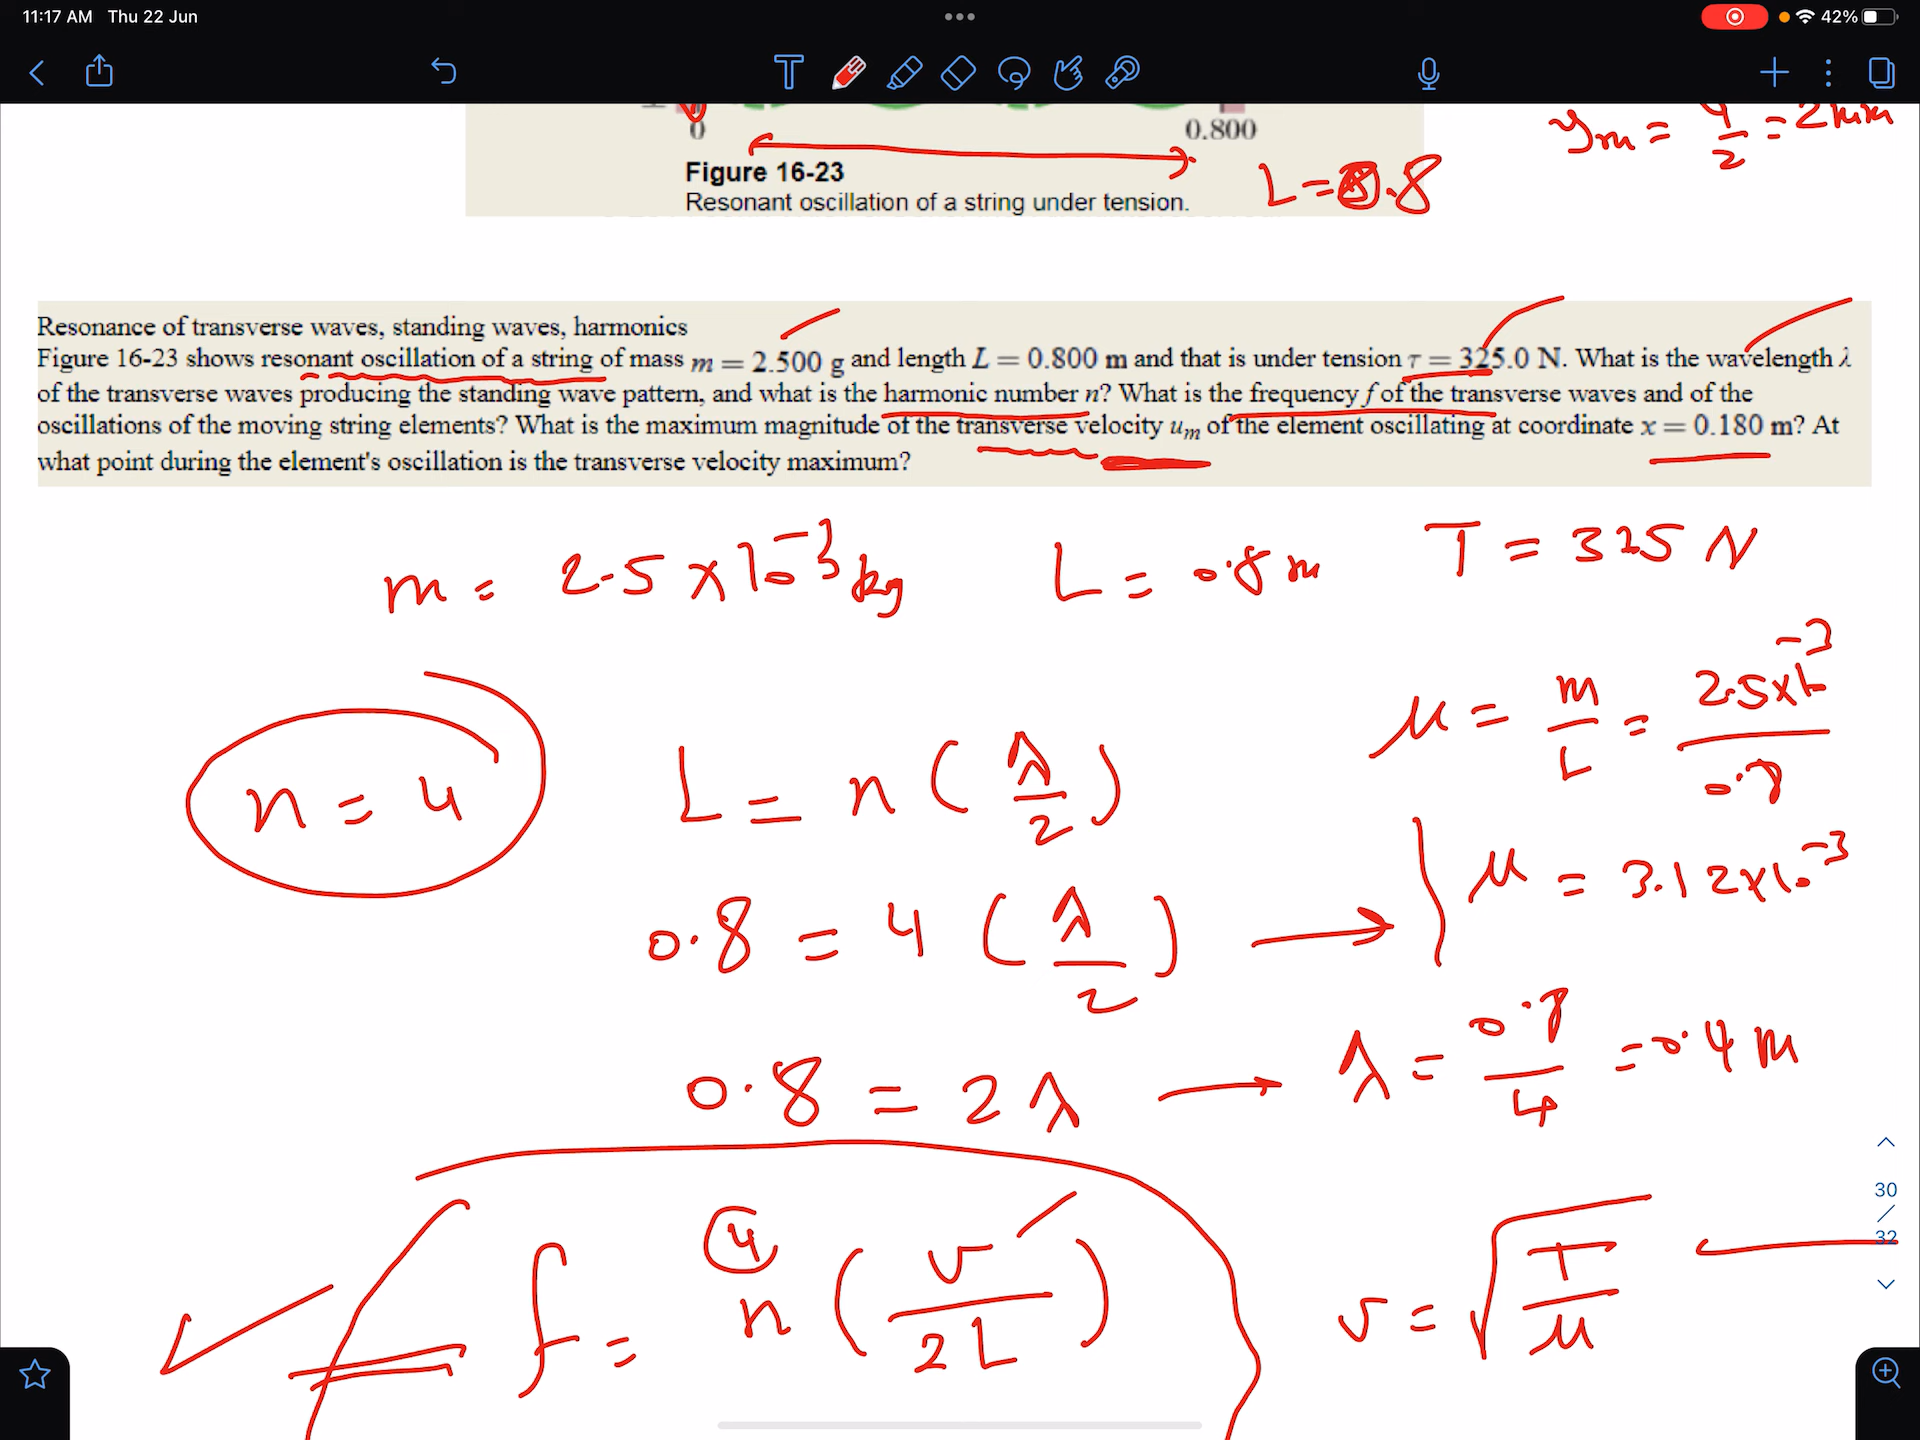 11:17 AM Thu 22 Jun
42%
T
0 0.800
Figure 16-23
Resonant oscillation of a string under tension.
L = 0.8
ym = 4/2 = 2mm
Resonance of transverse waves, standing waves, harmonics
Figure 16-23 shows resonant oscillation of a string of mass m = 2.500 g and length L = 0.800 m and that is under tension τ = 325.0 N. What is the wavelength λ
of the transverse waves producing the standing wave pattern, and what is the harmonic number n? What is the frequency f of the transverse waves and of the
oscillations of the moving string elements? What is the maximum magnitude of the transverse velocity um of the element oscillating at coordinate x = 0.180 m? At
what point during the element's oscillation is the transverse velocity maximum?
m = 2.5 x 10^-3 kg L = 0.8 m T = 325 N
μ = m/L = 2.5x10^-3/0.8
n = 4 L = n (λ/2)
μ = 3.12x10^-3
0.8 = 4 (λ/2)
0.8 = 2λ → λ = 0.8/4 = 0.4 m
30
/
32
4
f = n (v/2L) v = √T/μ